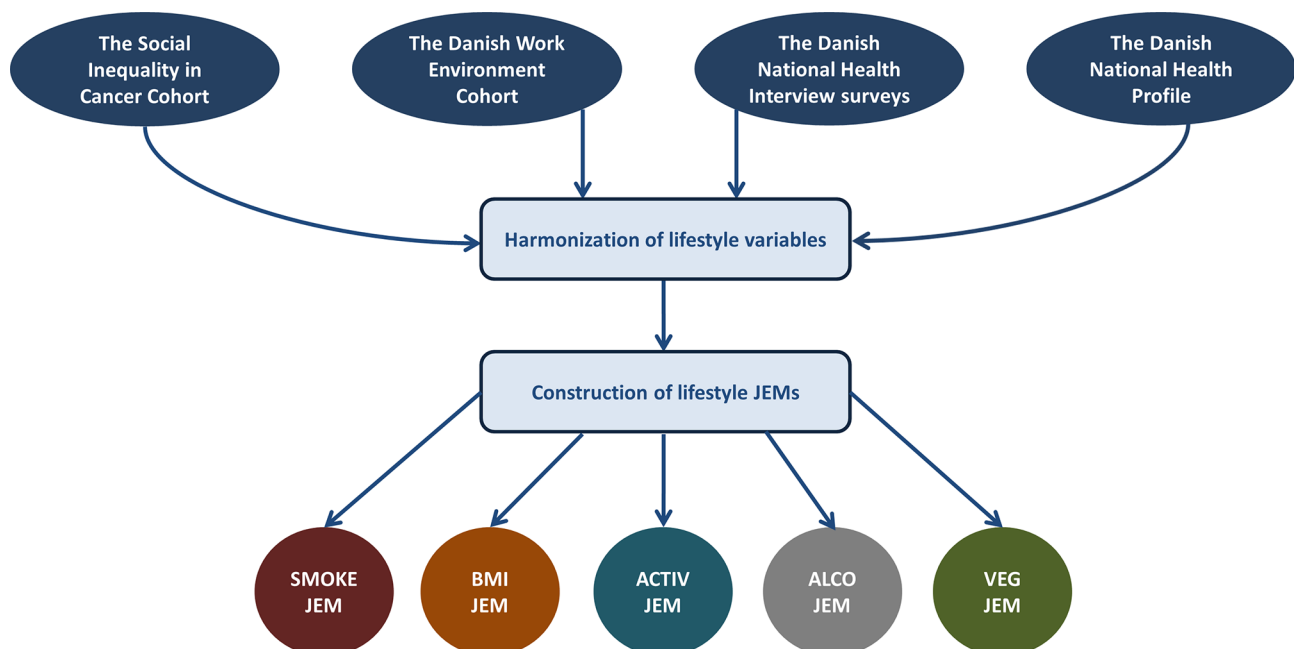 The Social
Inequality in
Cancer Cohort
The Danish Work
Environment
Cohort
The Danish
National Health
Interview surveys
The Danish
National Health
Profile
Harmonization of lifestyle variables
Construction of lifestyle JEMs
SMOKE
JEM
BMI
JEM
ACTIV
JEM
ALCO
JEM
VEG
JEM